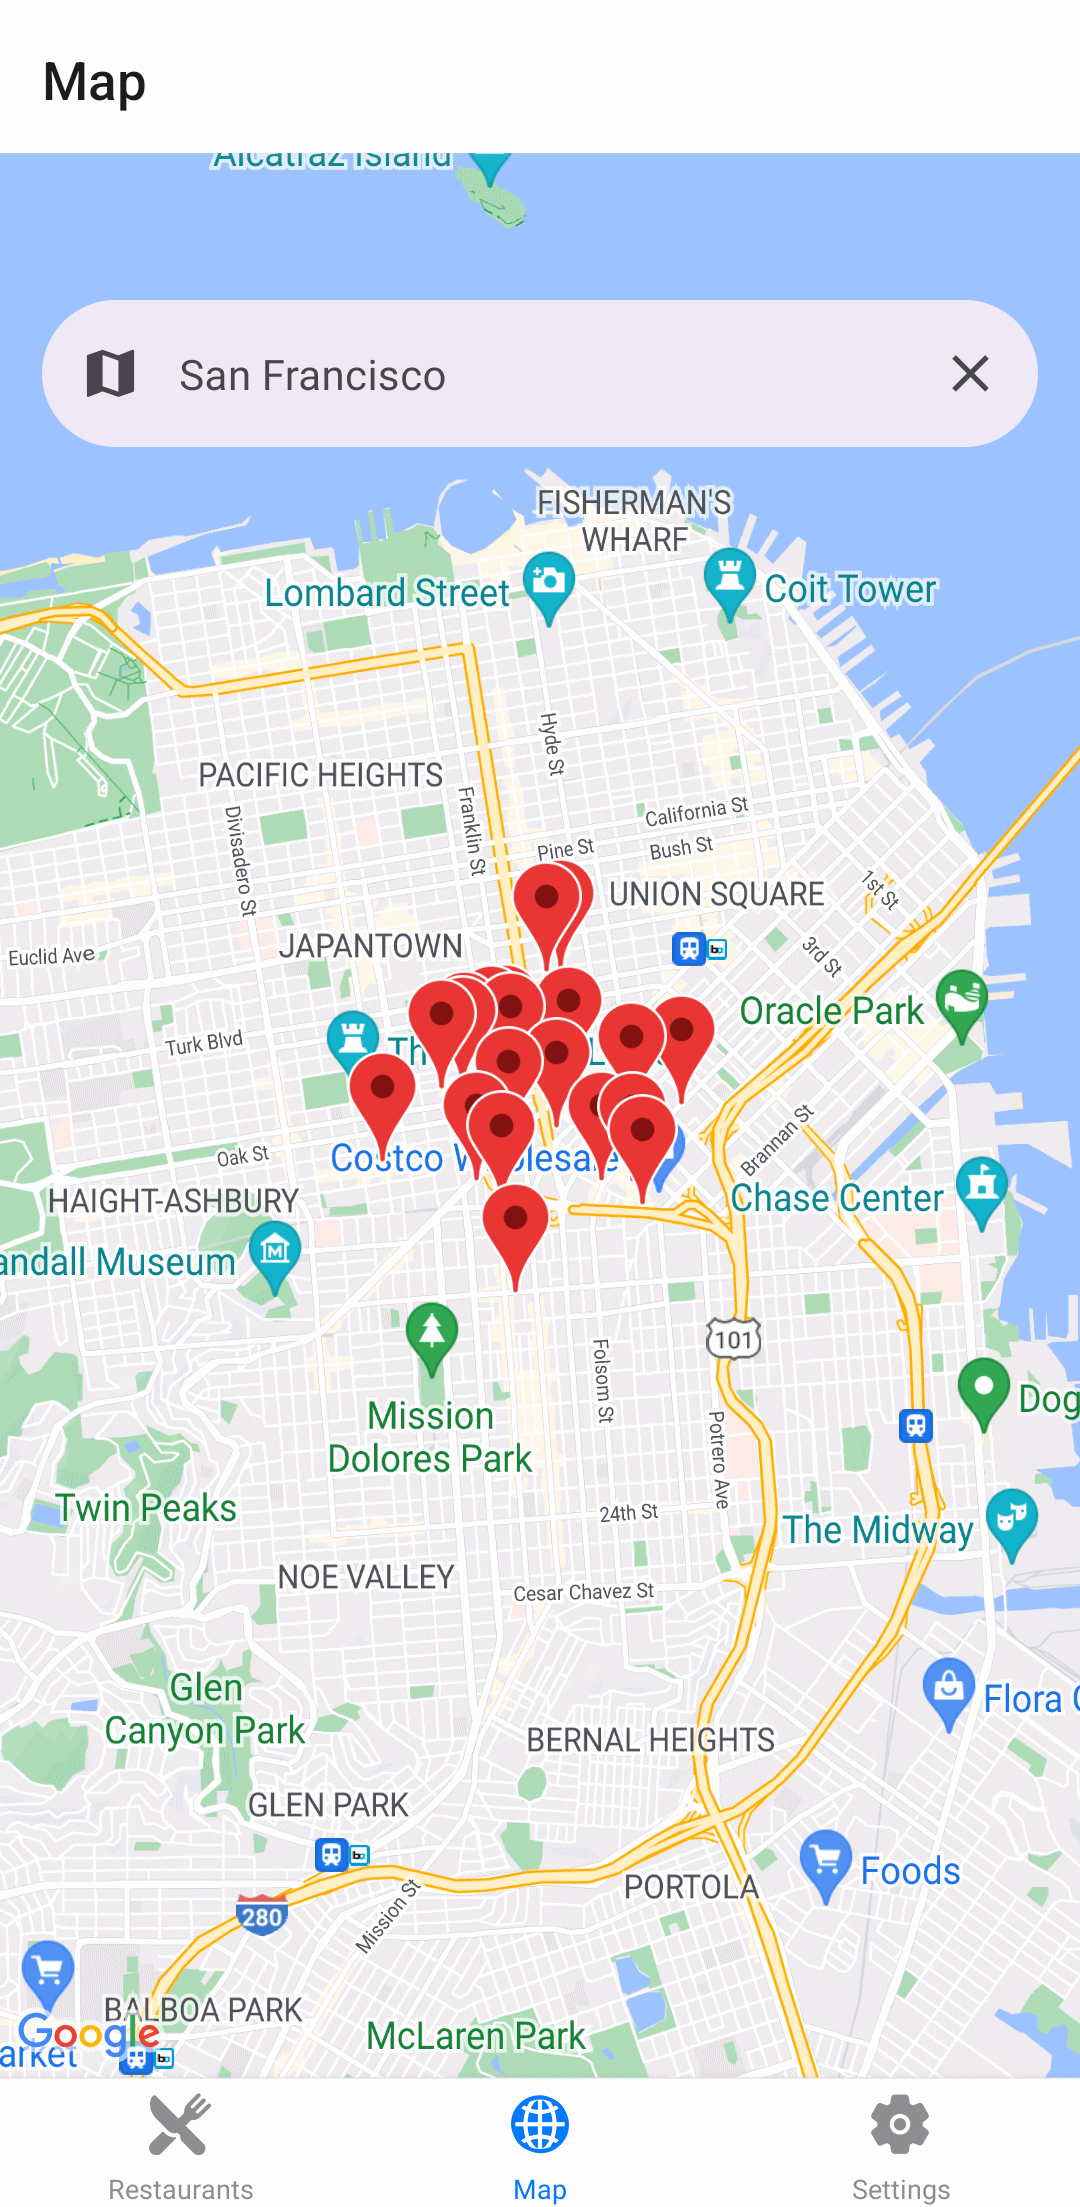 Map
Alcatraz Island
San Francisco
FISHERMAN'S
WHARF
Lombard Street
Coit Tower
Hyde St
PACIFIC HEIGHTS
Franklin St
Divisadero St
California St
Pine St
Bush St
1st St
UNION SQUARE
JAPANTOWN
3rd St
Euclid Ave
Oracle Park
Turk Blvd
Th
L
Brannan St
Oak St
Costco Wholesale
HAIGHT-ASHBURY
Chase Center
andall Museum
101
Folsom St
Dog
Mission
Dolores Park
Potrero Ave
Twin Peaks
24th St
The Midway
NOE VALLEY
Cesar Chavez St
Glen
Canyon Park
Flora
BERNAL HEIGHTS
GLEN PARK
Foods
PORTOLA
280
Mission St
BALBOA PARK
Google
McLaren Park
arket
Restaurants
Map
Settings